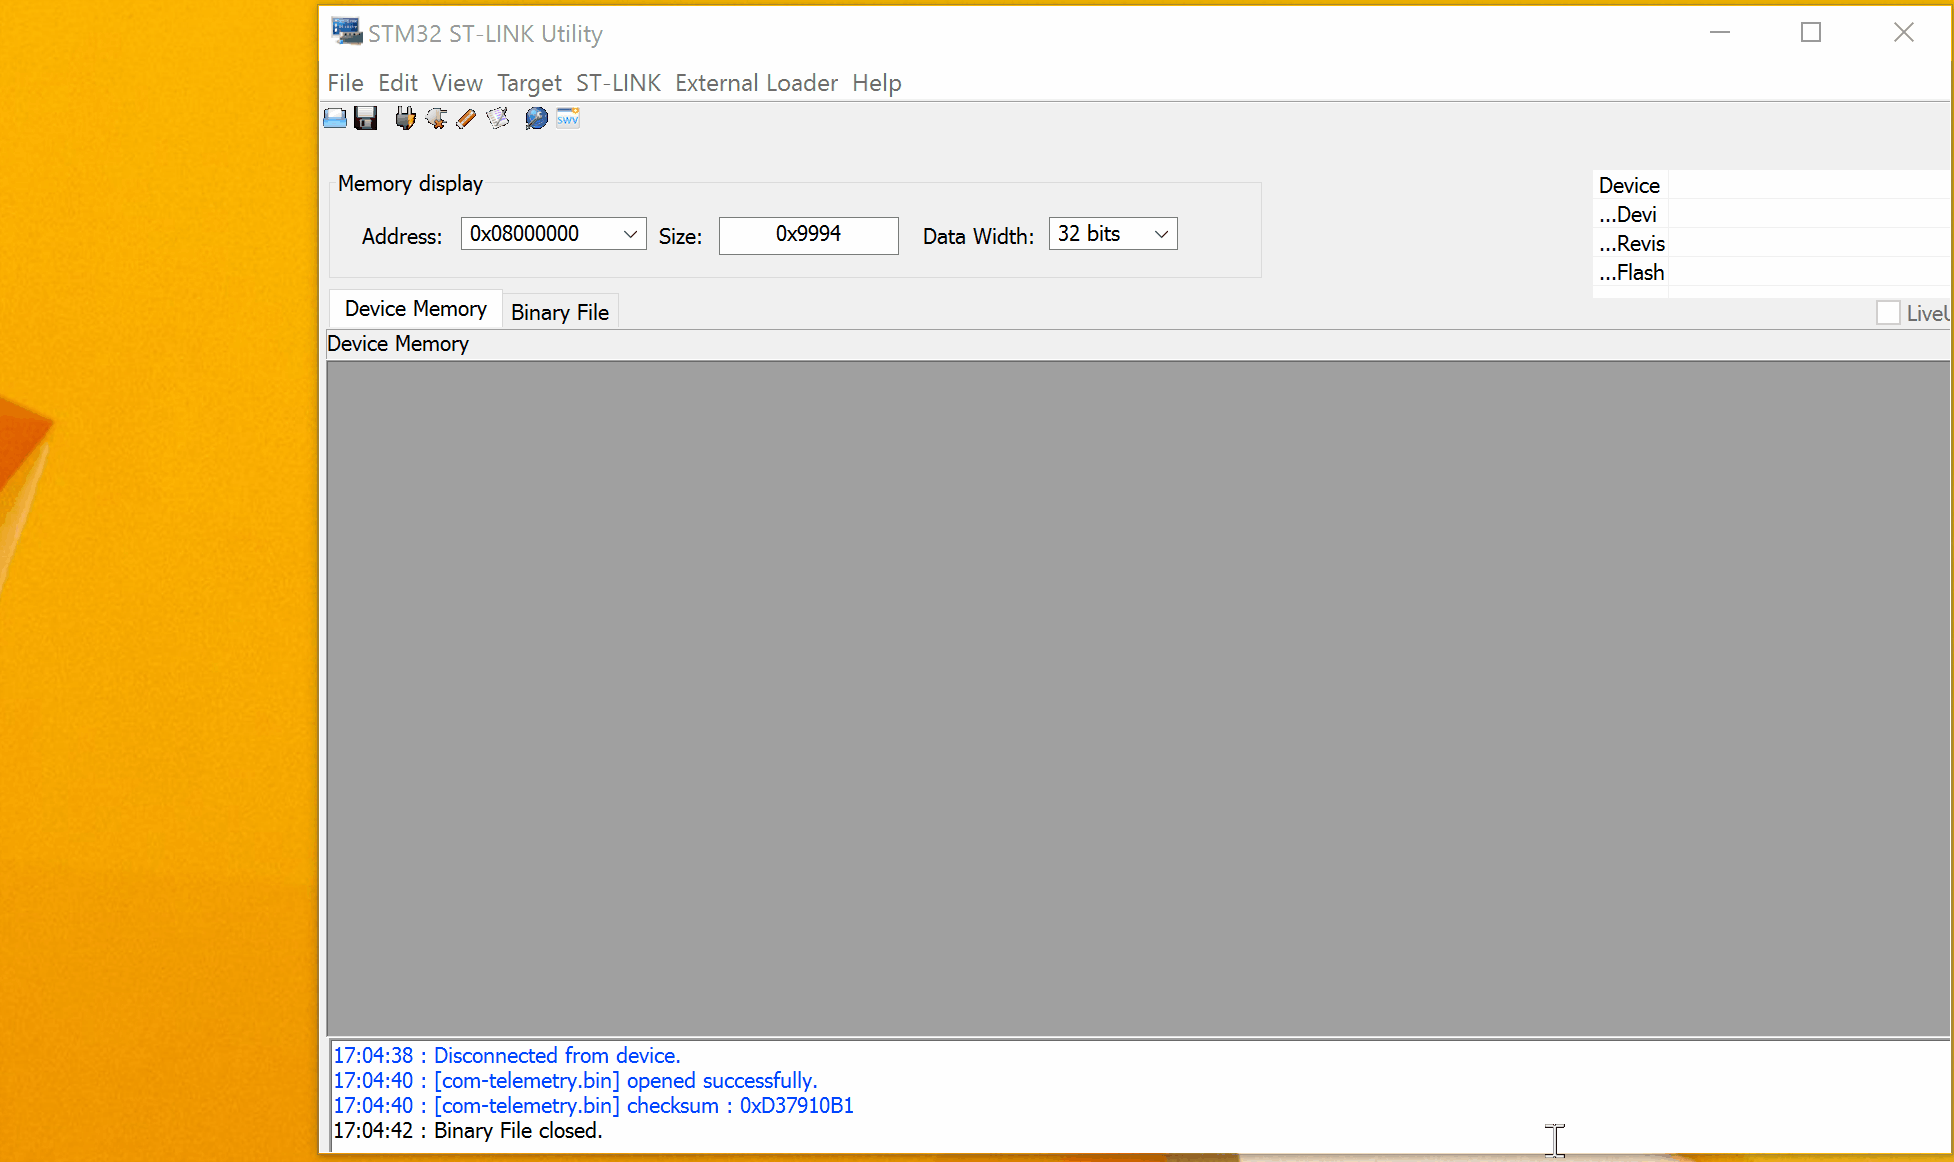 STM32 ST-LINK Utility
File Edit View Target ST-LINK External Loader Help
SWV
Memory display
Address: 0x08000000 Size: 0x9994 Data Width: 32 bits
Device
...Devi
...Revis
...Flash
Device Memory Binary File
LiveU
Device Memory
17:04:38 : Disconnected from device.
17:04:40 : [com-telemetry.bin] opened successfully.
17:04:40 : [com-telemetry.bin] checksum : 0xD37910B1
17:04:42 : Binary File closed.